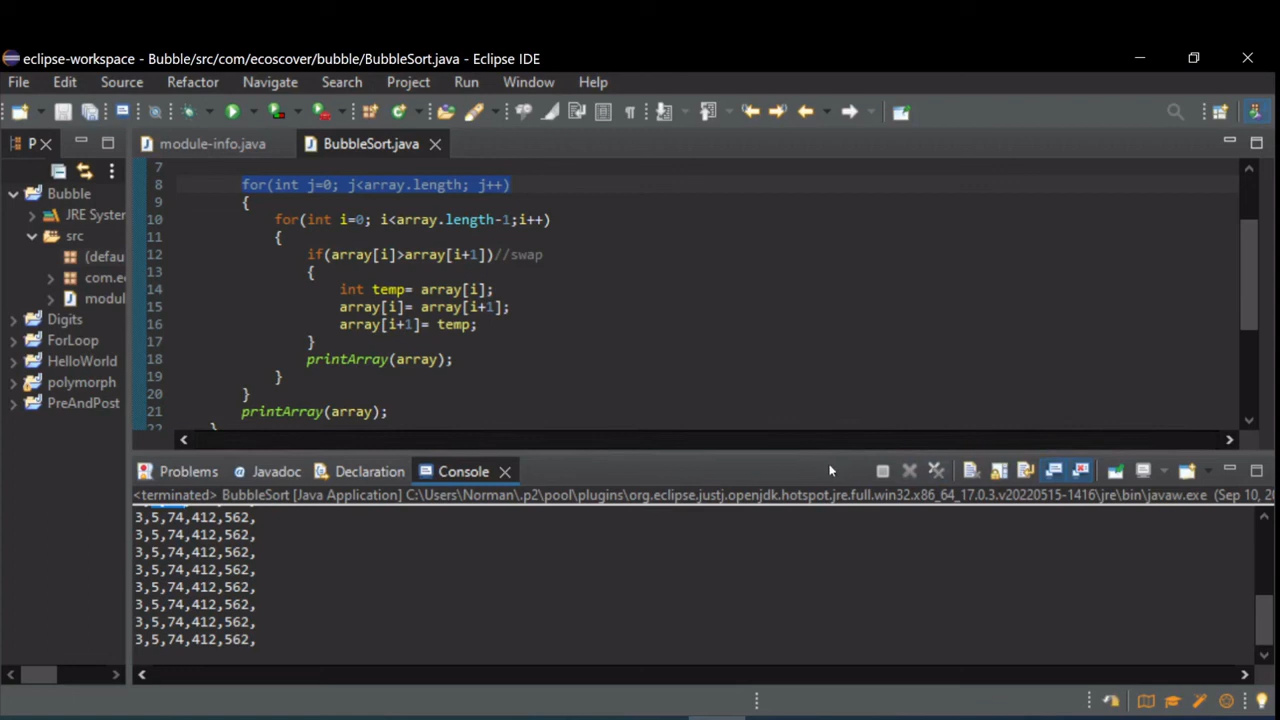 eclipse-workspace - Bubble/src/com/ecoscover/bubble/BubbleSort.java - Eclipse IDE
File Edit Source Refactor Navigate Search Project Run Window Help
P
module-info.java
BubbleSort.java
Bubble
JRE System
src
(defau
com.ec
modul
Digits
ForLoop
HelloWorld
polymorph
PreAndPost
7
8 for(int j=0; j<array.length; j++)
9 {
10 for(int i=0; i<array.length-1;i++)
11 {
12 if(array[i]>array[i+1])//swap
13 {
14 int temp= array[i];
15 array[i]= array[i+1];
16 array[i+1]= temp;
17 }
18 printArray(array);
19 }
20 }
21 printArray(array);
22 }
Problems @ Javadoc Declaration Console
<terminated> BubbleSort [Java Application] C:\Users\Norman\.p2\pool\plugins\org.eclipse.justj.openjdk.hotspot.jre.full.win32.x86_64_17.0.3.v20220515-1416\jre\bin\javaw.exe (Sep 10, 20
3,5,74,412,562,
3,5,74,412,562,
3,5,74,412,562,
3,5,74,412,562,
3,5,74,412,562,
3,5,74,412,562,
3,5,74,412,562,
3,5,74,412,562,